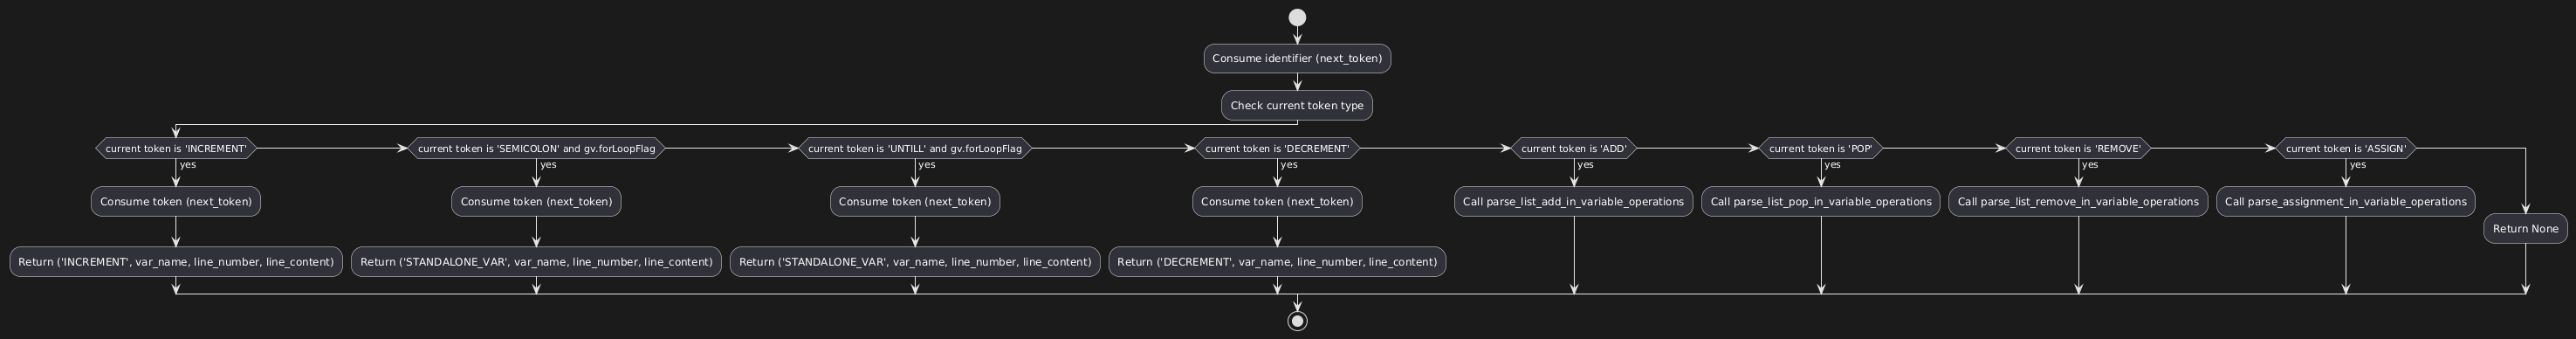 Consume identifier (next_token)
Check current token type
current token is 'INCREMENT'
yes
Consume token (next_token)
Return ('INCREMENT', var_name, line_number, line_content)
current token is 'SEMICOLON' and gv.forLoopFlag
yes
Consume token (next_token)
Return ('STANDALONE_VAR', var_name, line_number, line_content)
current token is 'UNTILL' and gv.forLoopFlag
yes
Consume token (next_token)
Return ('STANDALONE_VAR', var_name, line_number, line_content)
current token is 'DECREMENT'
yes
Consume token (next_token)
Return ('DECREMENT', var_name, line_number, line_content)
current token is 'ADD'
yes
Call parse_list_add_in_variable_operations
current token is 'POP'
yes
Call parse_list_pop_in_variable_operations
current token is 'REMOVE'
yes
Call parse_list_remove_in_variable_operations
current token is 'ASSIGN'
yes
Call parse_assignment_in_variable_operations
Return None